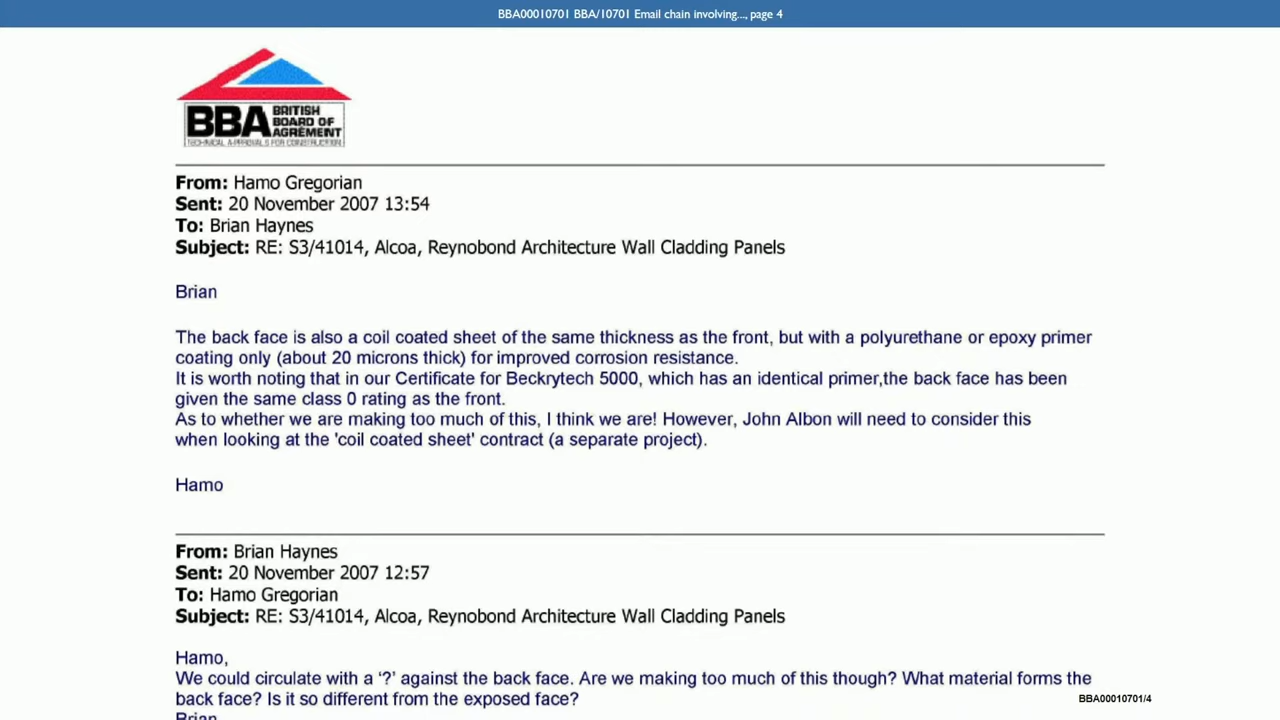 BBA00010701 BBA/10701 Email chain involving..., page 4
BBA BRITISH
BOARD OF
AGRÉMENT
TECHNICAL APPROVALS FOR CONSTRUCTION
From: Hamo Gregorian
Sent: 20 November 2007 13:54
To: Brian Haynes
Subject: RE: S3/41014, Alcoa, Reynobond Architecture Wall Cladding Panels
Brian
The back face is also a coil coated sheet of the same thickness as the front, but with a polyurethane or epoxy primer
coating only (about 20 microns thick) for improved corrosion resistance.
It is worth noting that in our Certificate for Beckrytech 5000, which has an identical primer,the back face has been
given the same class 0 rating as the front.
As to whether we are making too much of this, I think we are! However, John Albon will need to consider this
when looking at the 'coil coated sheet' contract (a separate project).
Hamo
From: Brian Haynes
Sent: 20 November 2007 12:57
To: Hamo Gregorian
Subject: RE: S3/41014, Alcoa, Reynobond Architecture Wall Cladding Panels
Hamo,
We could circulate with a ‘?’ against the back face. Are we making too much of this though? What material forms the
back face? Is it so different from the exposed face?
Brian
BBA00010701/4